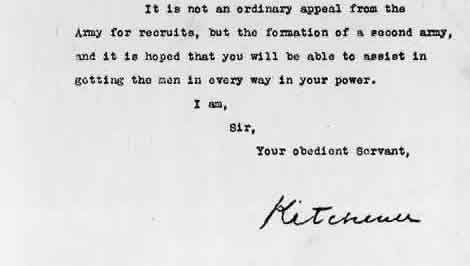 It is not an ordinary appeal from the
Army for recruits, but the formation of a second army,
and it is hoped that you will be able to assist in
getting the men in every way in your power.
I am,
Sir,
Your obedient Servant,
Kitchener